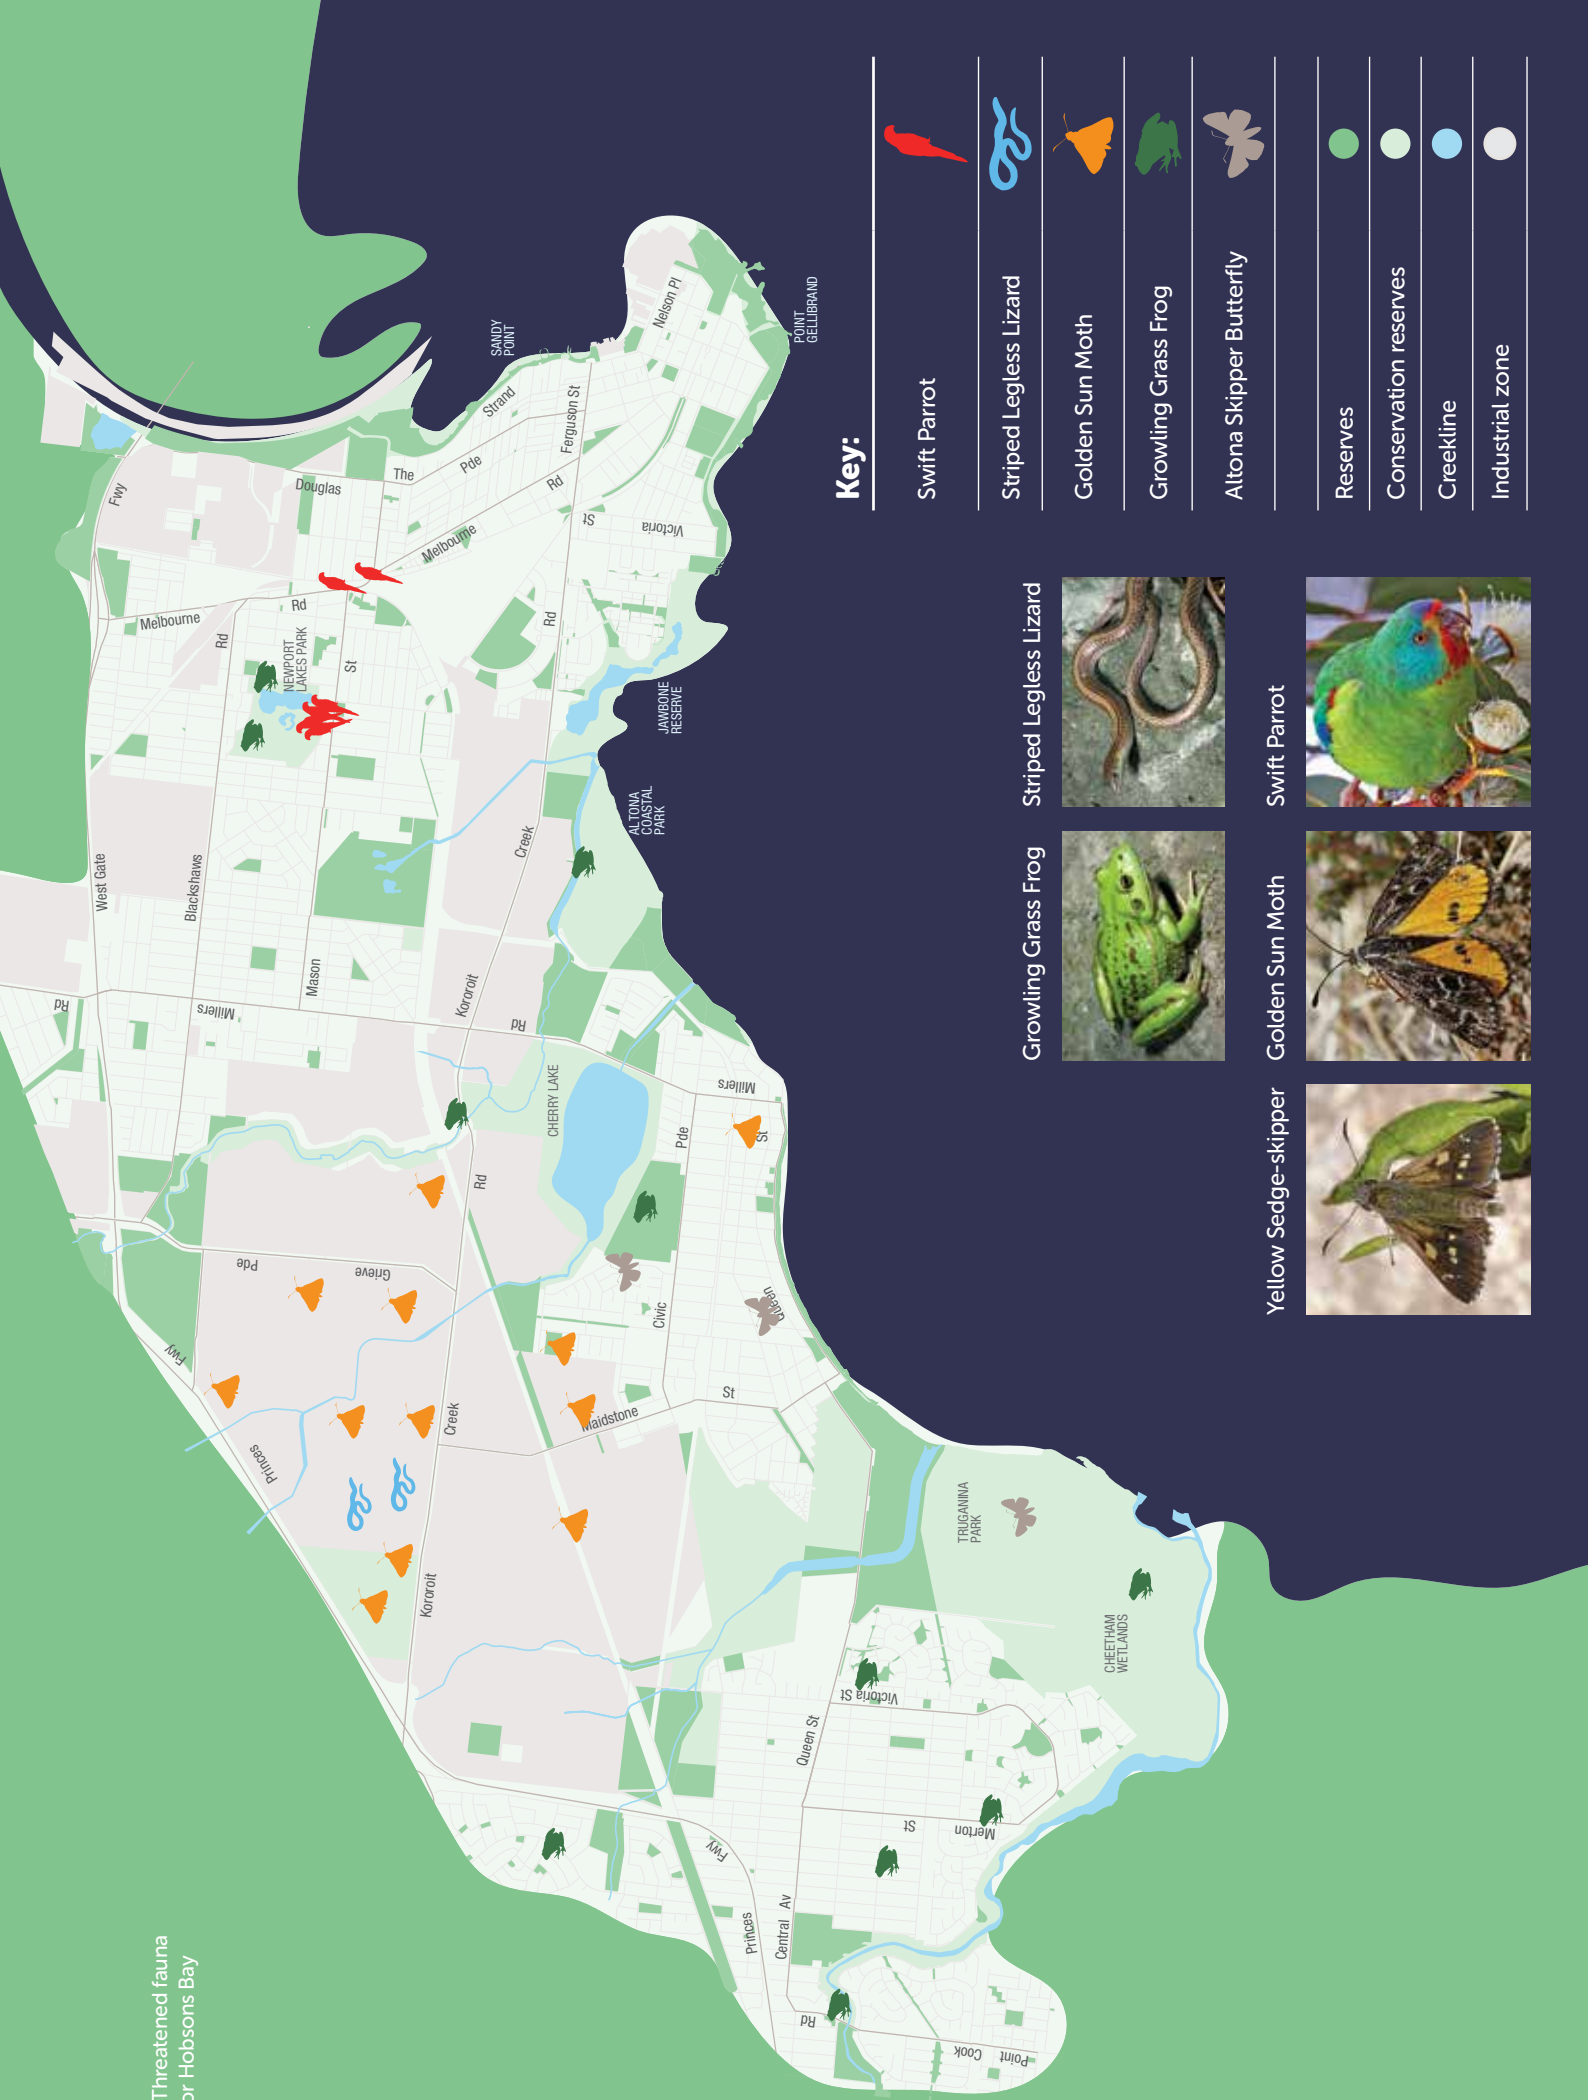 Threatened fauna
or Hobsons Bay
Key:
Swift Parrot
Striped Legless Lizard
Golden Sun Moth
Growling Grass Frog
Altona Skipper Butterfly
Reserves
Conservation reserves
Creekline
Industrial zone
Yellow Sedge-skipper
Growling Grass Frog
Golden Sun Moth
Striped Legless Lizard
Swift Parrot
SANDY
POINT
POINT
GELLIBRAND
NEWPORT
LAKES PARK
JAWBONE
RESERVE
ALTONA
COASTAL
PARK
CHERRY LAKE
TRUGANINA
PARK
CHEETHAM
WETLANDS
Fwy
West Gate
Rd
Melbourne
Rd
Blackshaws
Rd
Millers
Rd
Mason
St
Rd
Douglas
The
Strand
Pde
Melbourne
Rd
Ferguson St
Nelson Pl
St
Victoria
Kororoit
Creek
Rd
Millers
St
Pde
Civic
Queen
St
Maidstone
Rd
Creek
Kororoit
Pde
Grieve
Fwy
Princes
Queen St
Victoria St
St
Merton
Fwy
Princes
Central Av
Rd
Cook
Point